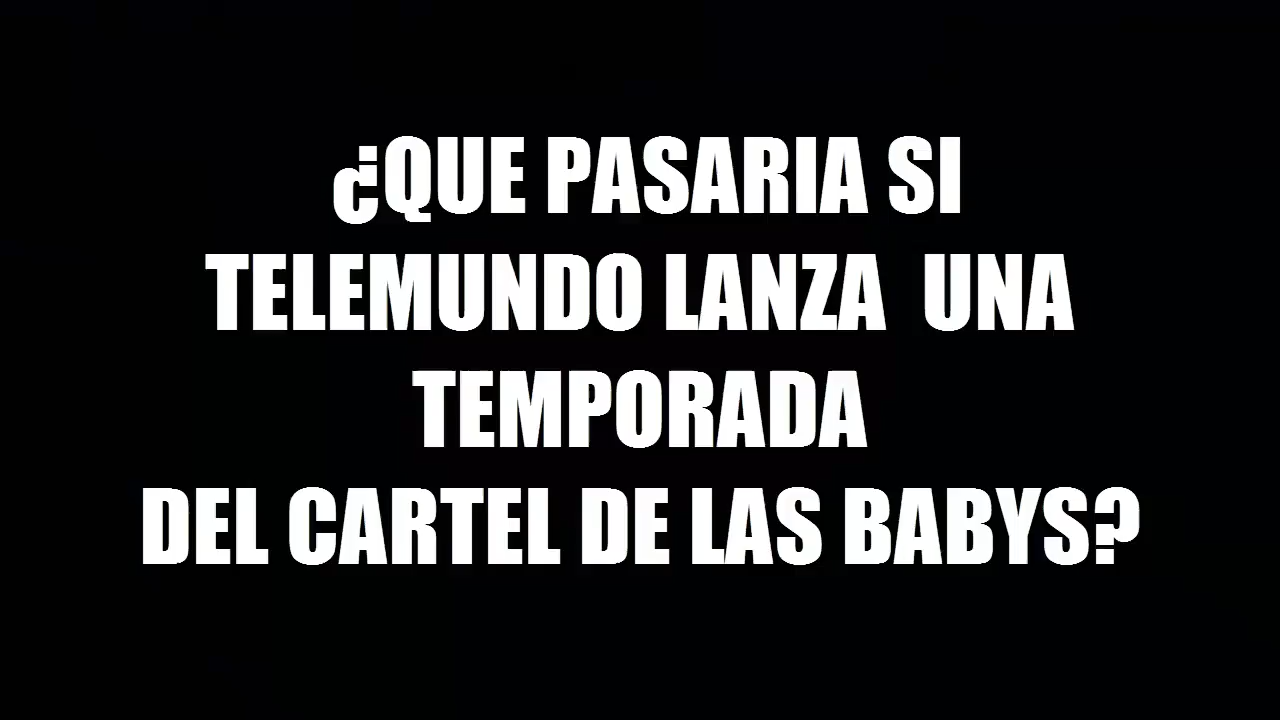 ¿QUE PASARIA SI
TELEMUNDO LANZA  UNA
TEMPORADA
DEL CARTEL DE LAS BABYS?